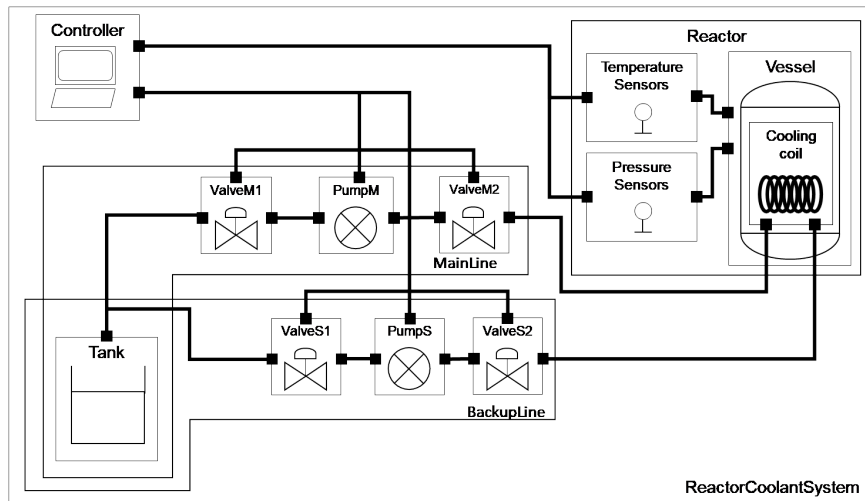 Controller
Reactor
Temperature
Sensors
Vessel
Cooling
coil
Pressure
Sensors
ValveM1
PumpM
ValveM2
MainLine
ValveS1
PumpS
ValveS2
Tank
BackupLine
ReactorCoolantSystem